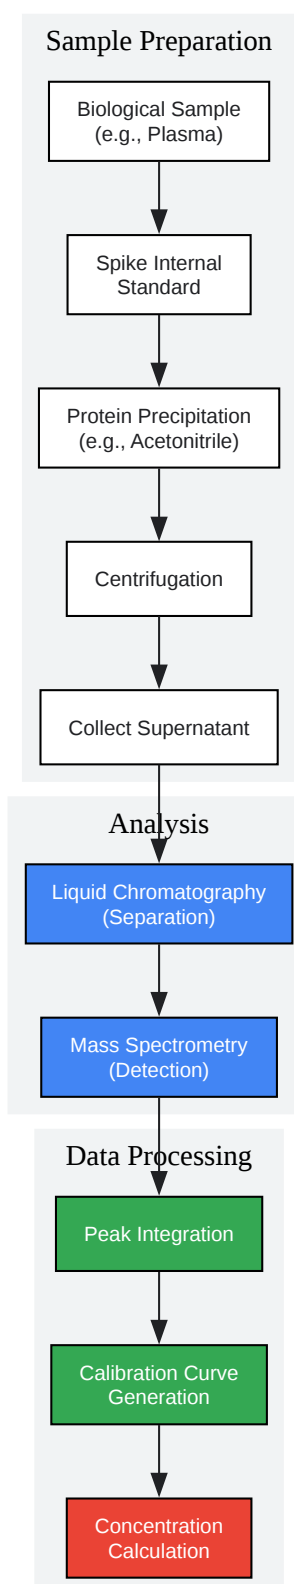 Sample Preparation
Biological Sample
(e.g., Plasma)
Spike Internal
Standard
Protein Precipitation
(e.g., Acetonitrile)
Centrifugation
Collect Supernatant
Analysis
Liquid Chromatography
(Separation)
Mass Spectrometry
(Detection)
Data Processing
Peak Integration
Calibration Curve
Generation
Concentration
Calculation